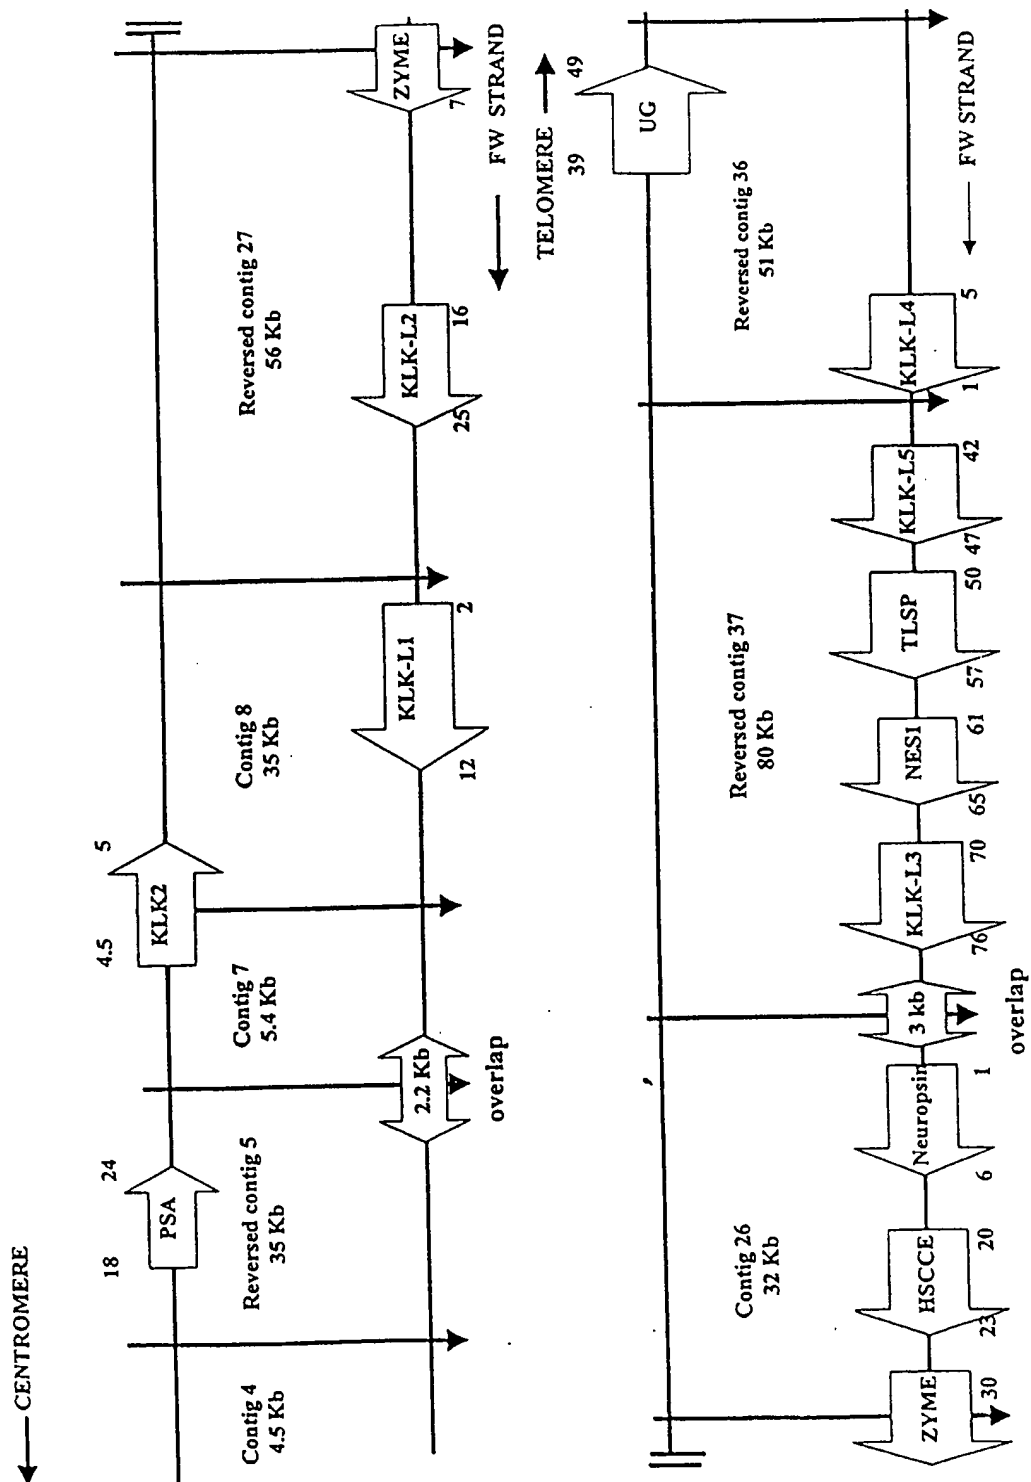 CENTROMERE
18
24
4.5
5
PSA
KLK2
Contig 4
4.5 Kb
Reversed contig 5
35 Kb
Contig 7
5.4 Kb
Contig 8
35 Kb
Reversed contig 27
56 Kb
2.2 Kb
KLK-L1
KLK-L2
ZYME
overlap
12
2
25
16
7
FW STRAND
TELOMERE
39
49
UG
Contig 26
32 Kb
Reversed contig 37
80 Kb
Reversed contig 36
51 Kb
ZYME
HSCCE
Neuropsin
3 kb
KLK-L3
NES1
TLSP
KLK-L5
KLK-L4
30
23
20
6
1
76
70
65
61
57
50
47
42
1
5
overlap
FW STRAND